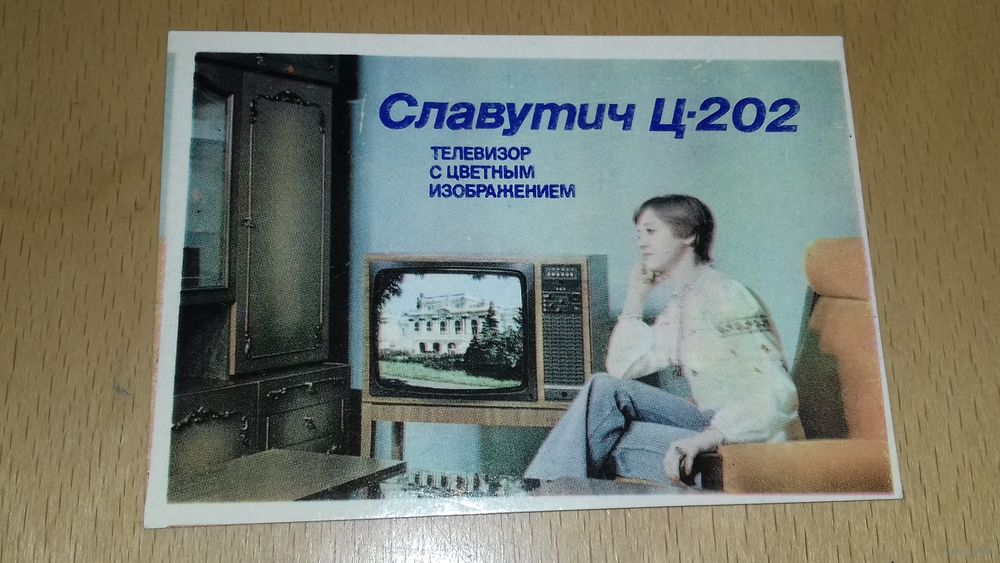 Славутич Ц-202
ТЕЛЕВИЗОР
С ЦВЕТНЫМ
ИЗОБРАЖЕНИЕМ